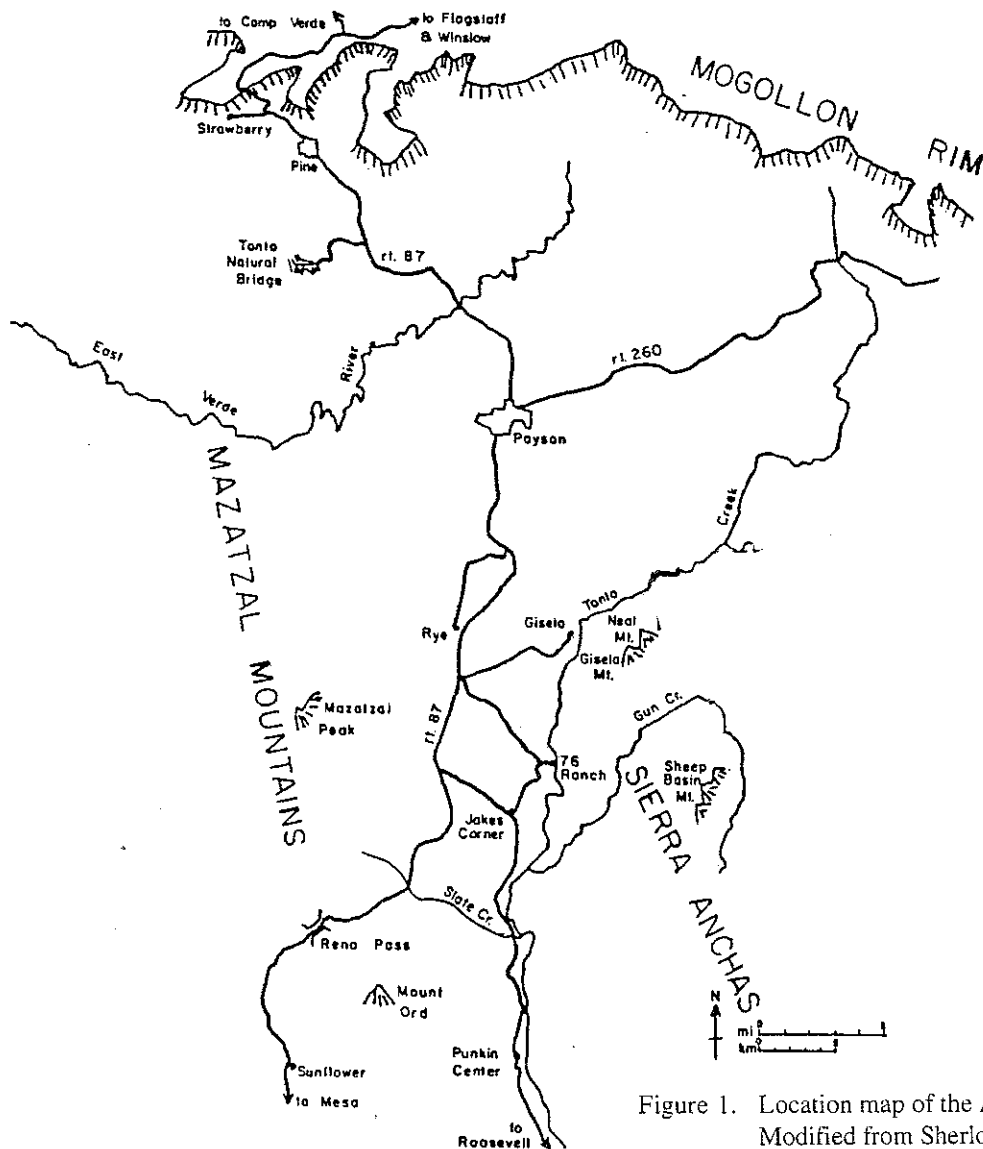 to Camp Verde
to Flagstaff
& Winslow
MOGOLLON RIM
Strawberry
Pine
Tonto
Natural
Bridge
rt. 87
East Verde River
rt. 260
Payson
MAZATZAL MOUNTAINS
Creek
Tonto
Rye
Gisela
Neal
Mt.
Gisela
Mt.
Mazatzal
Peak
rt. 87
Gun Cr.
76
Ranch
Sheep
Basin
Mt.
SIERRA ANCHAS
Jakes
Corner
Slate Cr.
Reno Pass
Mount
Ord
N
mi
km
Punkin
Center
Sunflower
to Mesa
to
Roosevelt
Figure 1. Location map of the
Modified from